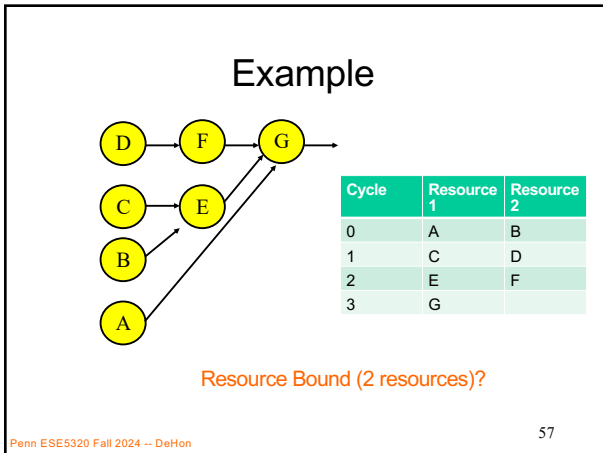 Example
D F G
C E
B
A
Cycle Resource 1 Resource 2
0 A B
1 C D
2 E F
3 G
Resource Bound (2 resources)?
Penn ESE5320 Fall 2024 -- DeHon
57